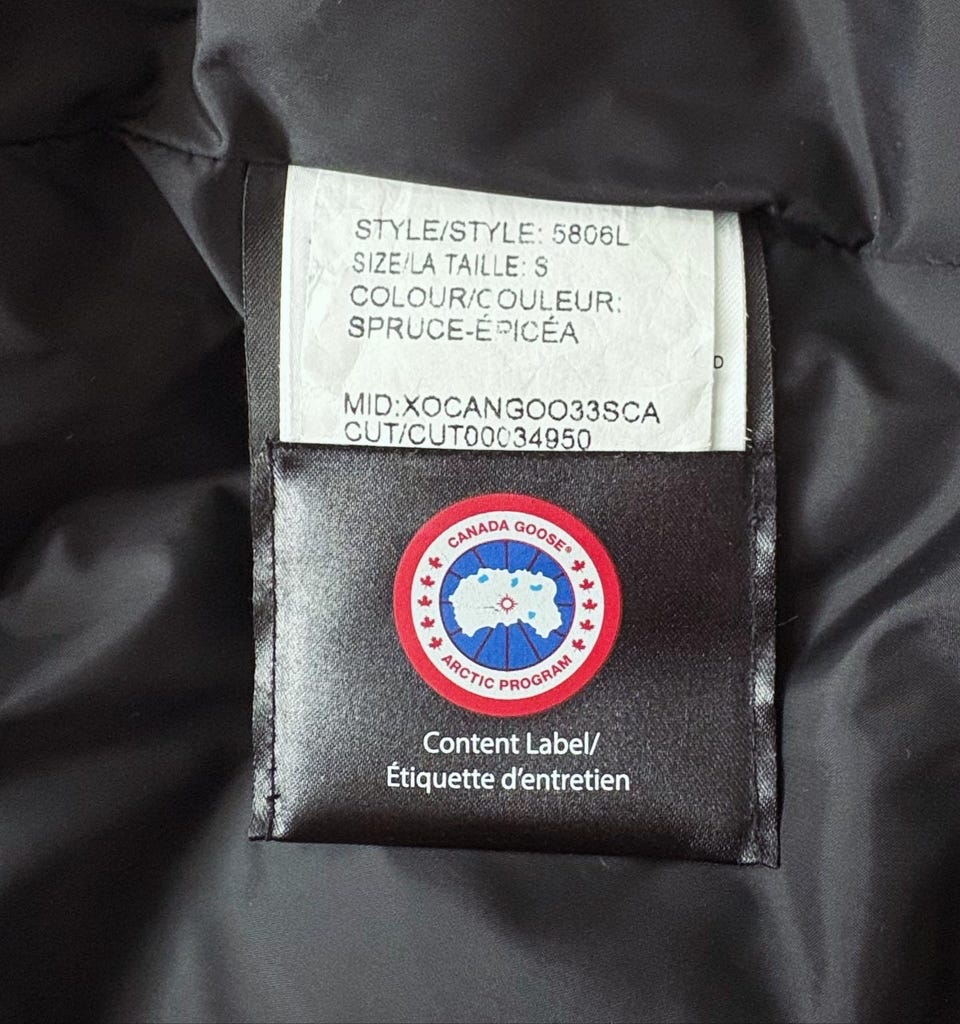 STYLE/STYLE: 5806L
SIZE/LA TAILLE: S
COLOUR/COULEUR:
SPRUCE-ÉPICÉA
D
MID:XOCANGOO33SCA
CUT/CUT00034950
CANADA GOOSE®
ARCTIC PROGRAM
Content Label/
Étiquette d'entretien